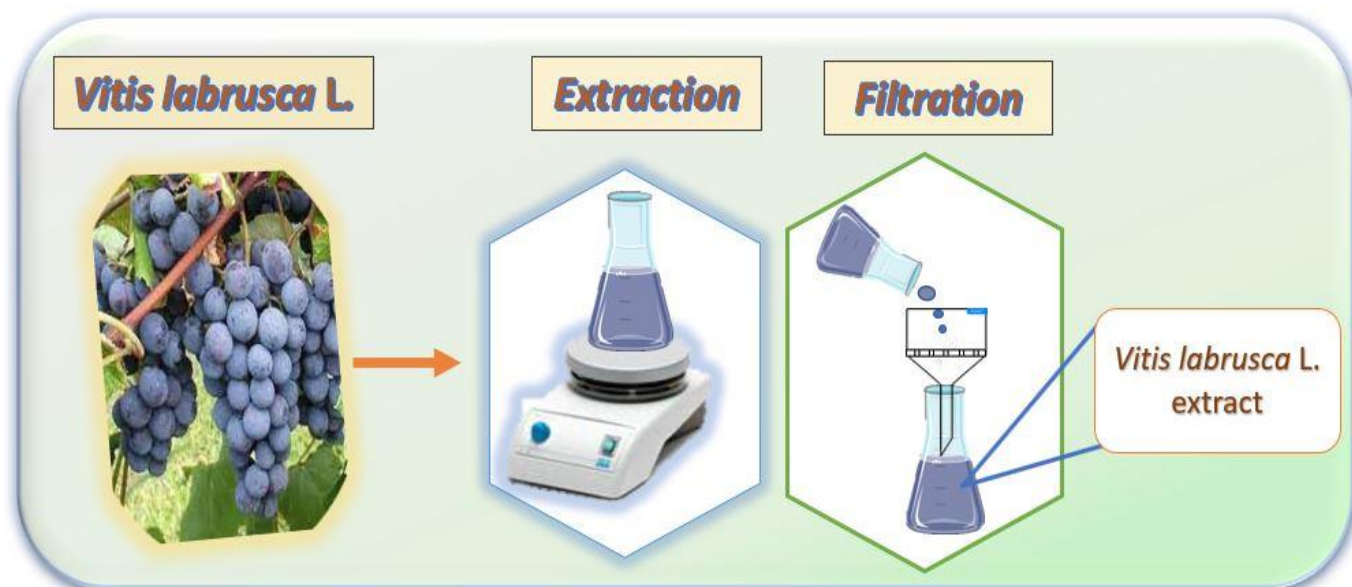 Vitis labrusca L.
Extraction
Filtration
Vitis labrusca L.
extract